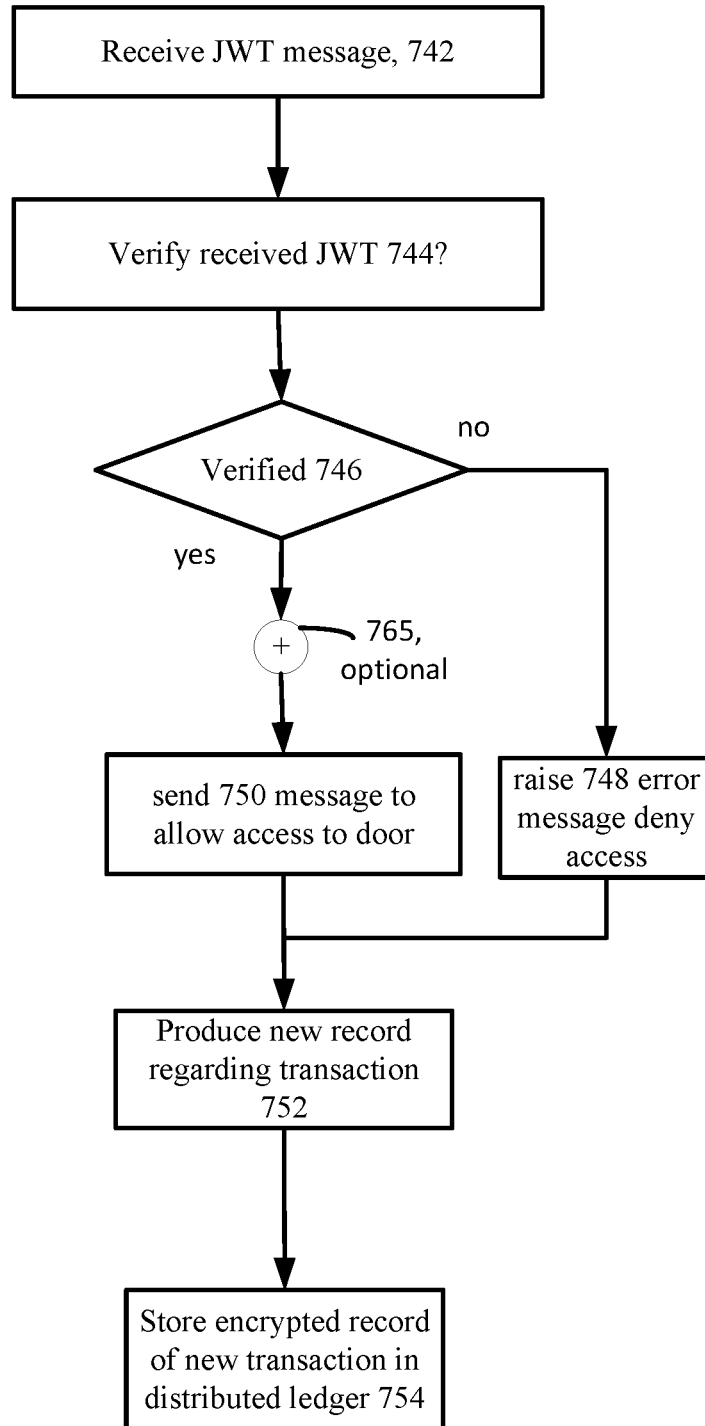 Receive JWT message, 742
Verify received JWT 744?
Verified 746
no
yes
+
765,
optional
send 750 message to
allow access to door
raise 748 error
message deny
access
Produce new record
regarding transaction
752
Store encrypted record
of new transaction in
distributed ledger 754